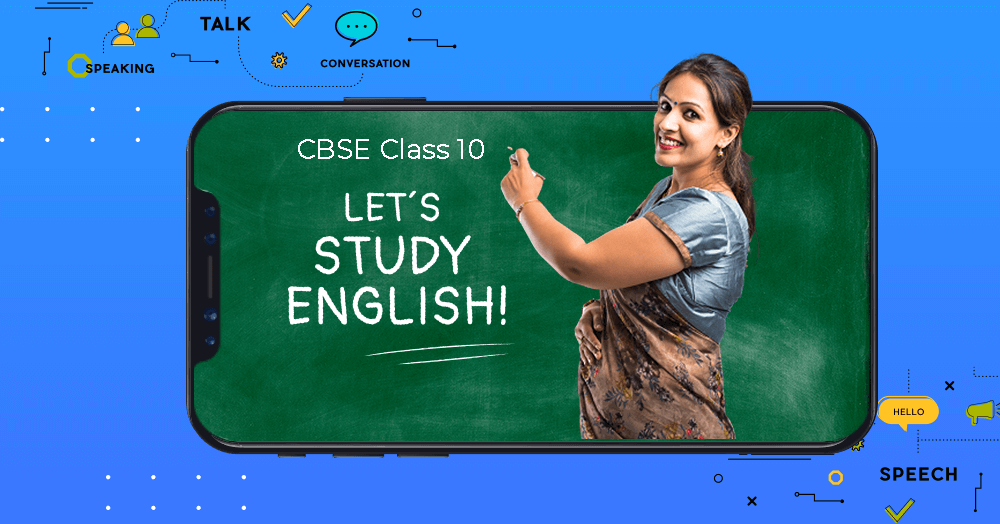 TALK
SPEAKING
CONVERSATION
CBSE Class 10
LET'S
STUDY
ENGLISH!
HELLO
SPEECH